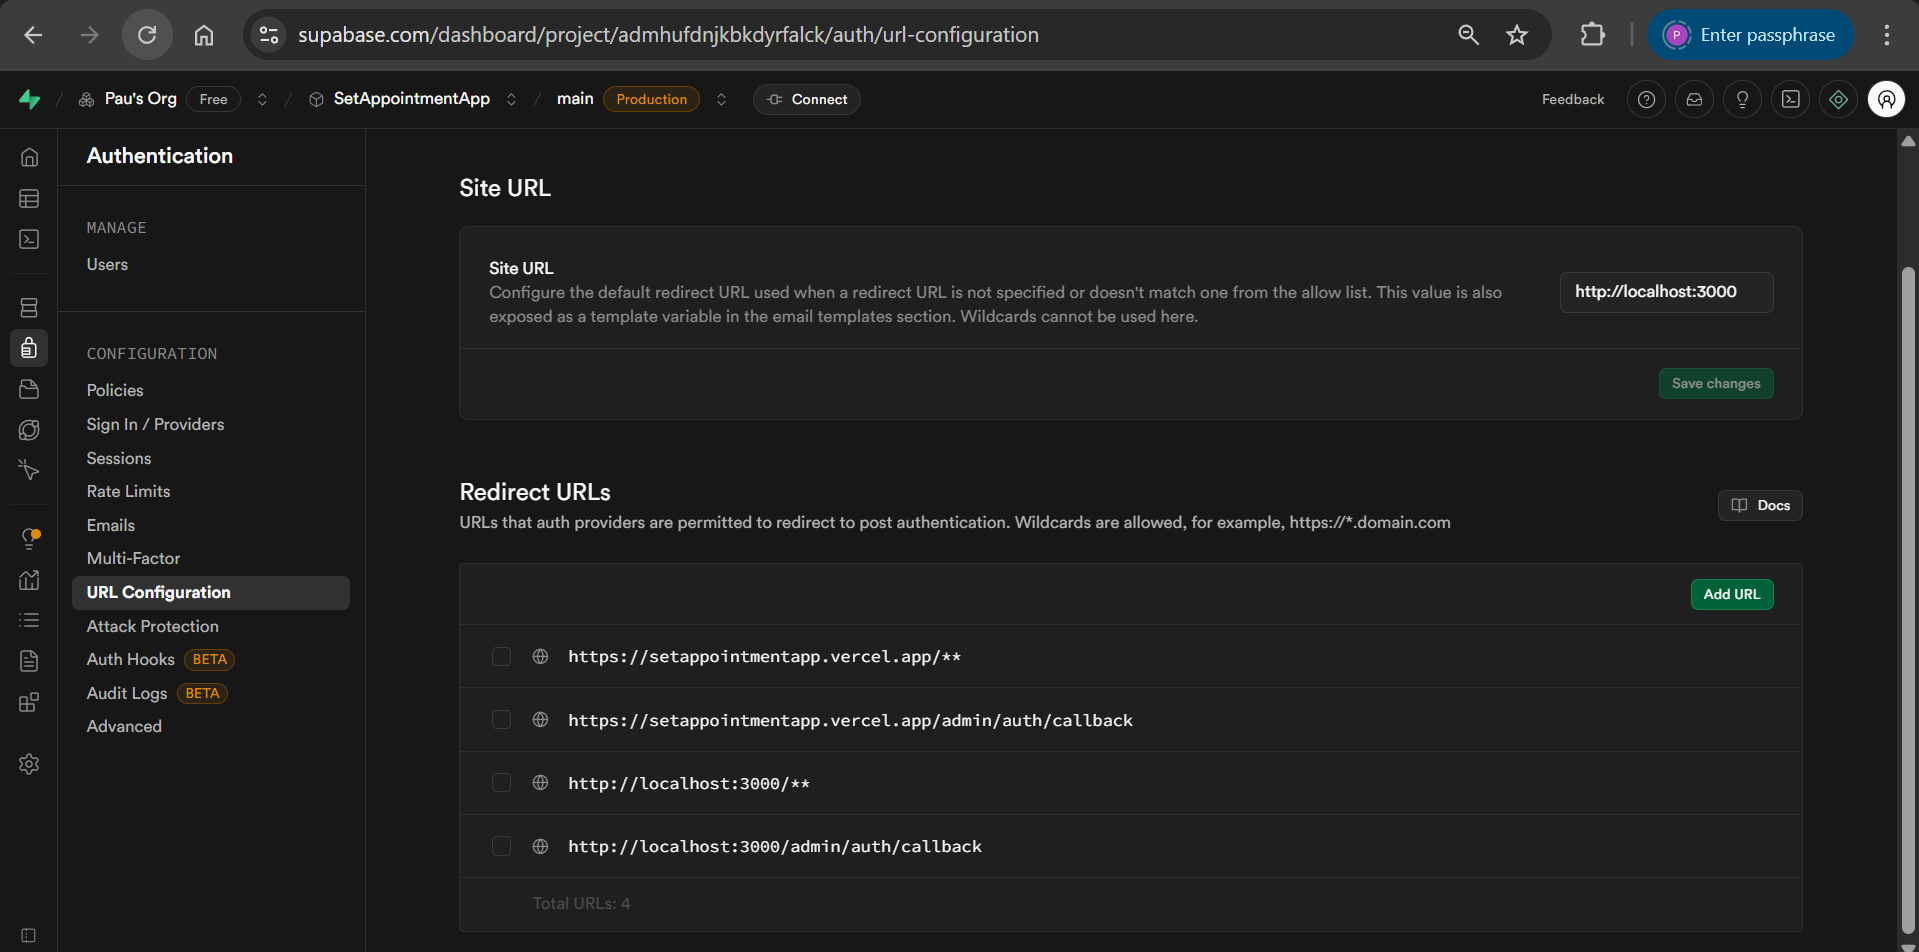 supabase.com/dashboard/project/admhufdnjkbkdyrfalck/auth/url-configuration
P Enter passphrase
Pau's Org Free SetAppointmentApp main Production Connect Feedback
Authentication
MANAGE
Users
CONFIGURATION
Policies
Sign In / Providers
Sessions
Rate Limits
Emails
Multi-Factor
URL Configuration
Attack Protection
Auth Hooks BETA
Audit Logs BETA
Advanced
Site URL
Site URL
Configure the default redirect URL used when a redirect URL is not specified or doesn't match one from the allow list. This value is also
exposed as a template variable in the email templates section. Wildcards cannot be used here.
http://localhost:3000
Save changes
Redirect URLs
URLs that auth providers are permitted to redirect to post authentication. Wildcards are allowed, for example, https://*.domain.com
Docs
Add URL
https://setappointmentapp.vercel.app/**
https://setappointmentapp.vercel.app/admin/auth/callback
http://localhost:3000/**
http://localhost:3000/admin/auth/callback
Total URLs: 4